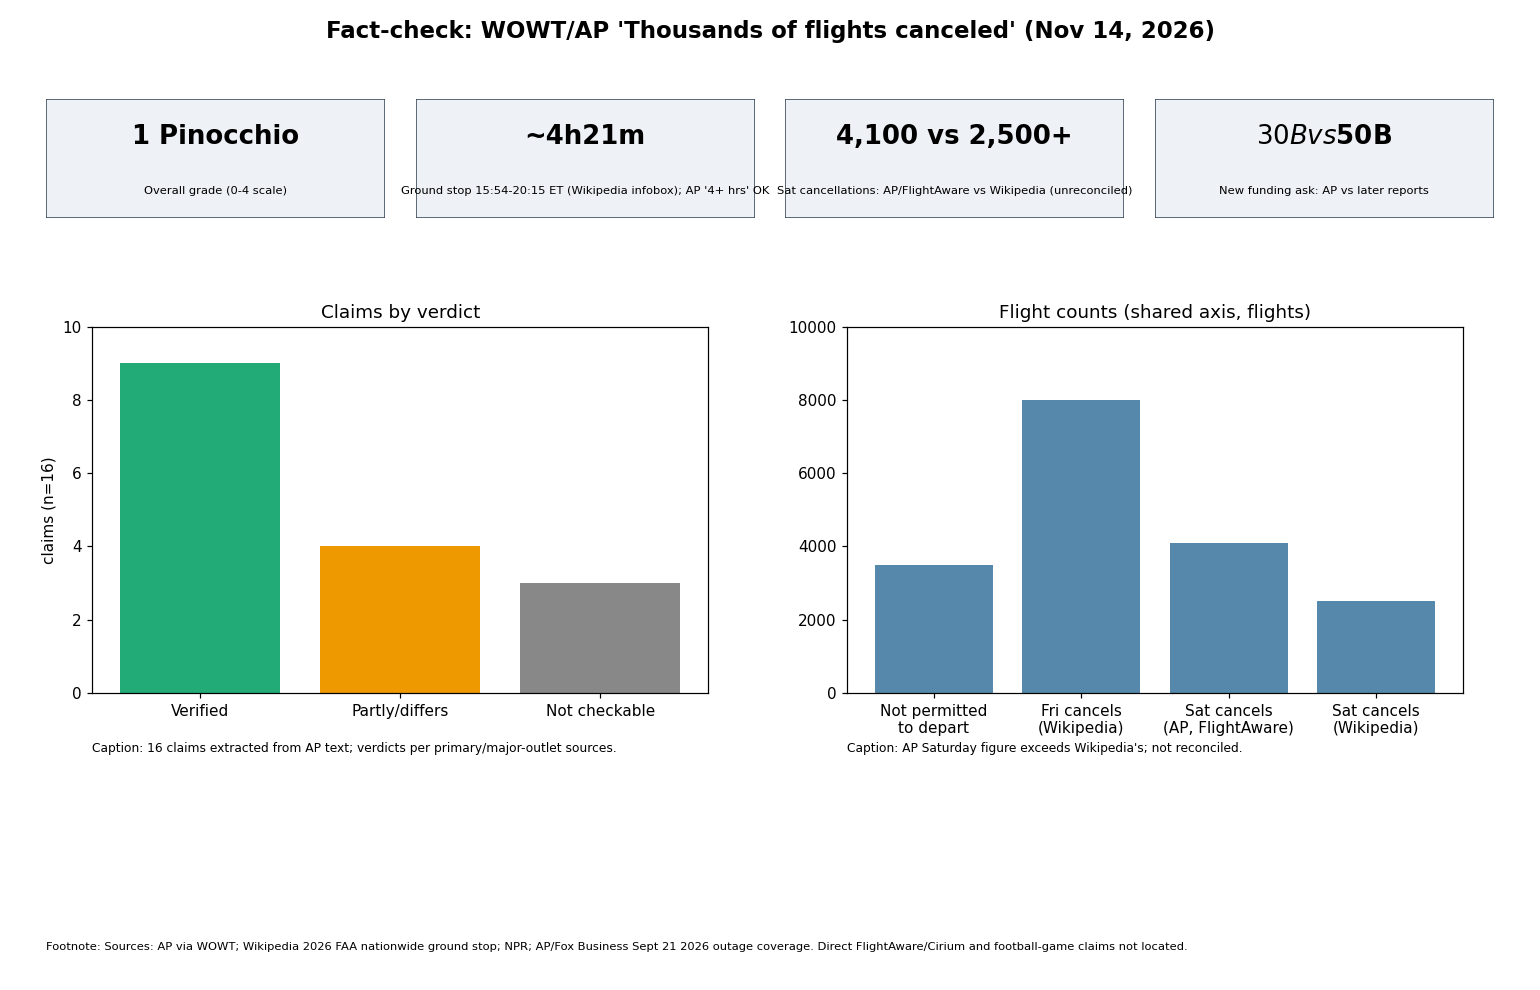 Fact-check: WOWT/AP 'Thousands of flights canceled' (Nov 14, 2026)
1 Pinocchio
Overall grade (0-4 scale)
~4h21m
Ground stop 15:54-20:15 ET (Wikipedia infobox); AP '4+ hrs' OK
4,100 vs 2,500+
Sat cancellations: AP/FlightAware vs Wikipedia (unreconciled)
30Bvs50B
New funding ask: AP vs later reports
Claims by verdict
10
8
6
4
2
0
claims (n=16)
Verified
Partly/differs
Not checkable
Caption: 16 claims extracted from AP text; verdicts per primary/major-outlet sources.
Flight counts (shared axis, flights)
10000
8000
6000
4000
2000
0
Not permitted
to depart
Fri cancels
(Wikipedia)
Sat cancels
(AP, FlightAware)
Sat cancels
(Wikipedia)
Caption: AP Saturday figure exceeds Wikipedia's; not reconciled.
Footnote: Sources: AP via WOWT; Wikipedia 2026 FAA nationwide ground stop; NPR; AP/Fox Business Sept 21 2026 outage coverage. Direct FlightAware/Cirium and football-game claims not located.